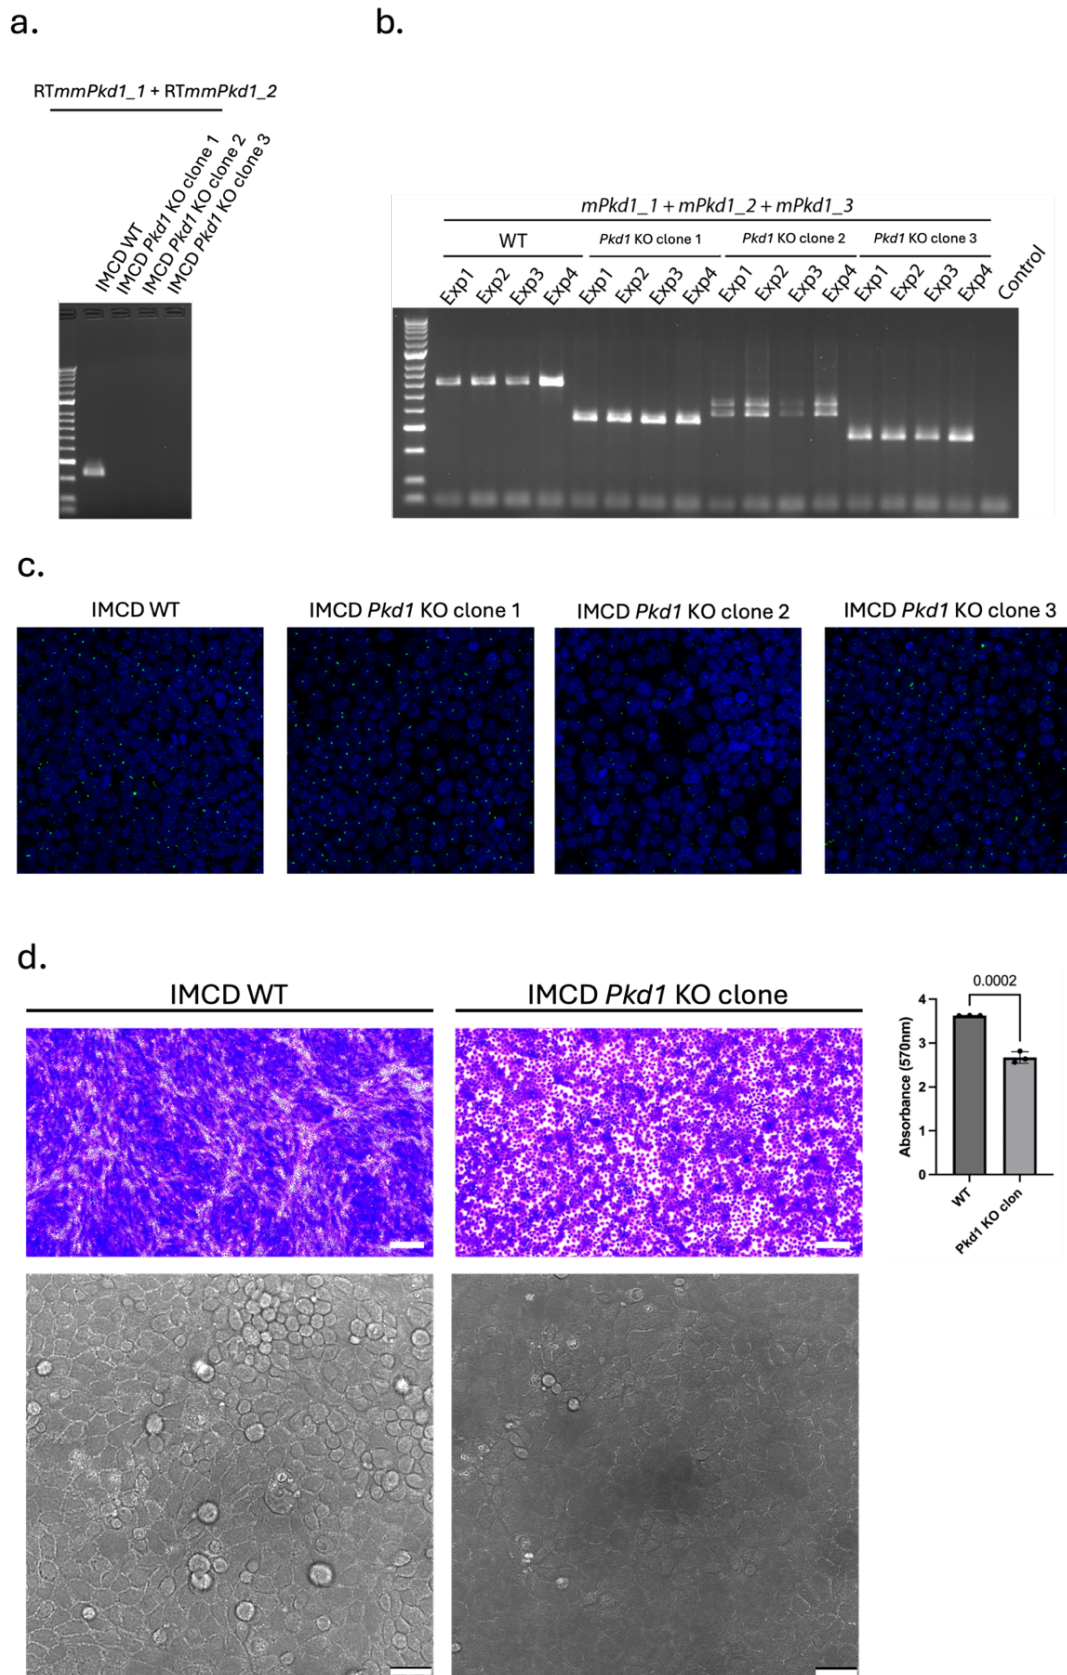 a.
RTmmPkd1_1 + RTmmPkd1_2
IMCD WT
IMCD Pkd1 KO clone 1
IMCD Pkd1 KO clone 2
IMCD Pkd1 KO clone 3
b.
mPkd1_1 + mPkd1_2 + mPkd1_3
WT Pkd1 KO clone 1 Pkd1 KO clone 2 Pkd1 KO clone 3
Exp1 Exp2 Exp3 Exp4 Exp1 Exp2 Exp3 Exp4 Exp1 Exp2 Exp3 Exp4 Exp1 Exp2 Exp3 Exp4 Control
c.
IMCD WT IMCD Pkd1 KO clone 1 IMCD Pkd1 KO clone 2 IMCD Pkd1 KO clone 3
d.
IMCD WT IMCD Pkd1 KO clone
0.0002
4
3
2
1
0
Absorbance (570nm)
WT
Pkd1 KO clon